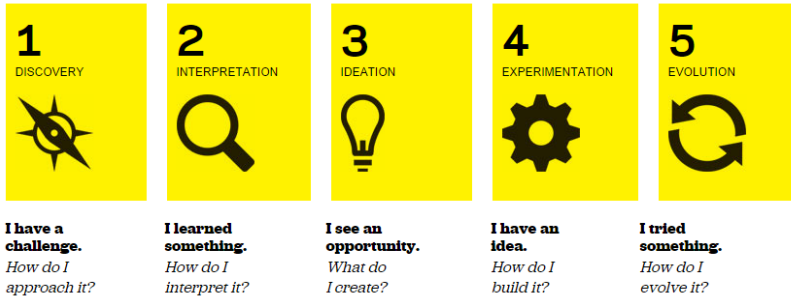 1
DISCOVERY
I have a
challenge.
How do I
approach it?
2
INTERPRETATION
I learned
something.
How do I
interpret it?
3
IDEATION
I see an
opportunity.
What do
I create?
4
EXPERIMENTATION
I have an
idea.
How do I
build it?
5
EVOLUTION
I tried
something.
How do I
evolve it?